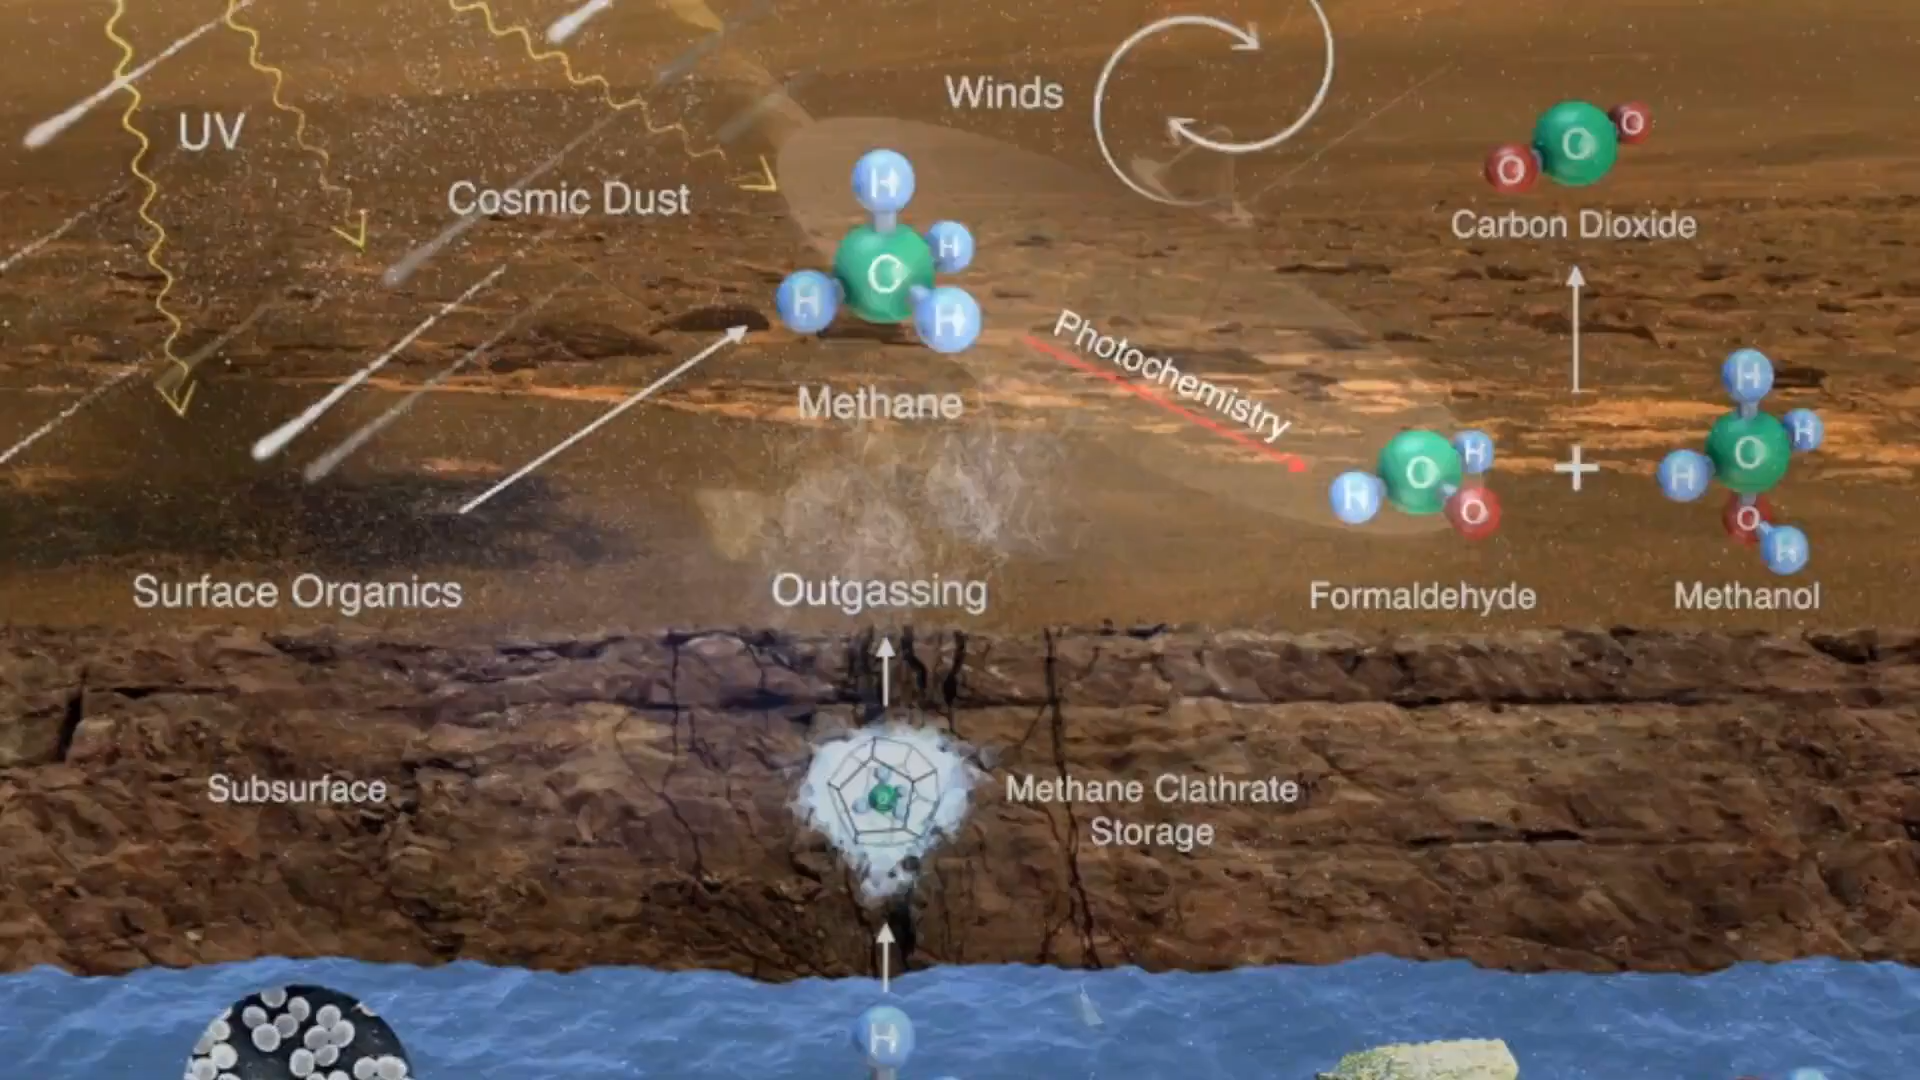 Winds
UV
O
O
O
Carbon Dioxide
Cosmic Dust
H
H
O
H
H
Methane
Photochemistry
H
H
O
H
O
H
O
H
+
H
O
H
Surface Organics
Outgassing
Formaldehyde
Methanol
Subsurface
Methane Clathrate
Storage
H